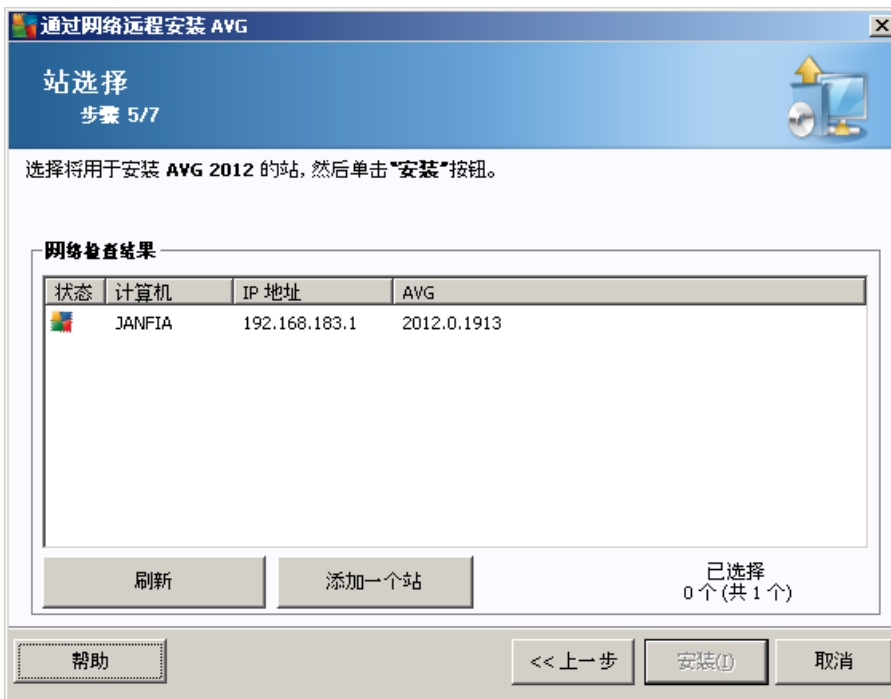 通过网络远程安装 AVG
站选择
步骤 5/7
选择将用于安装 AVG 2012 的站, 然后单击"安装"按钮。
网络检查结果
状态 计算机 IP 地址 AVG
JANFIA 192.168.183.1 2012.0.1913
刷新 添加一个站 已选择
0 个 (共 1 个)
帮助 << 上一步 安装(I) 取消